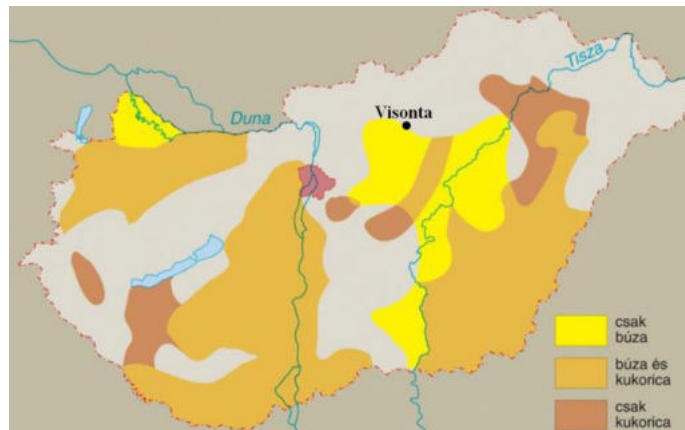 Tisza
Duna
Visonta
csak
búza
búza és
kukorica
csak
kukorica